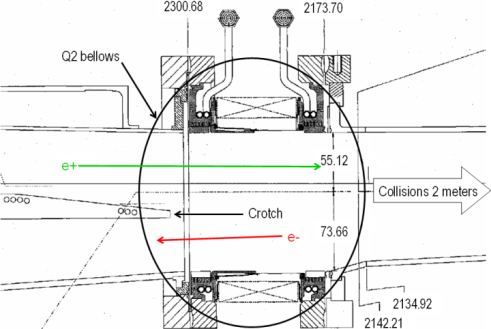 2300.68
2173.70
Q2 bellows
e+
55.12
Collisions 2 meters
Crotch
73.66
e-
2134.92
2142.21